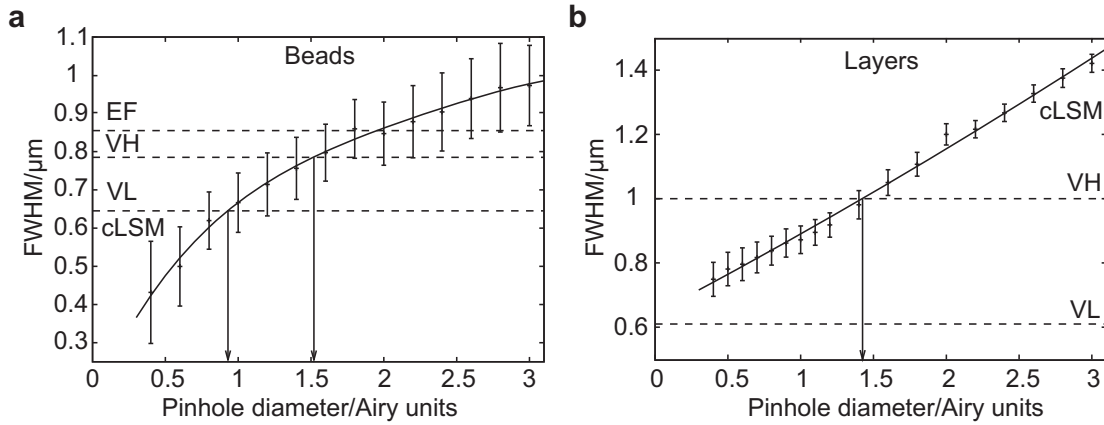 a
Beads
FWHM/µm
1.1
1
0.9
0.8
0.7
0.6
0.5
0.4
0.3
EF
VH
VL
cLSM
0 0.5 1 1.5 2 2.5 3
Pinhole diameter/Airy units
b
Layers
FWHM/µm
1.4
1.2
1
0.8
0.6
cLSM
VH
VL
0 0.5 1 1.5 2 2.5 3
Pinhole diameter/Airy units